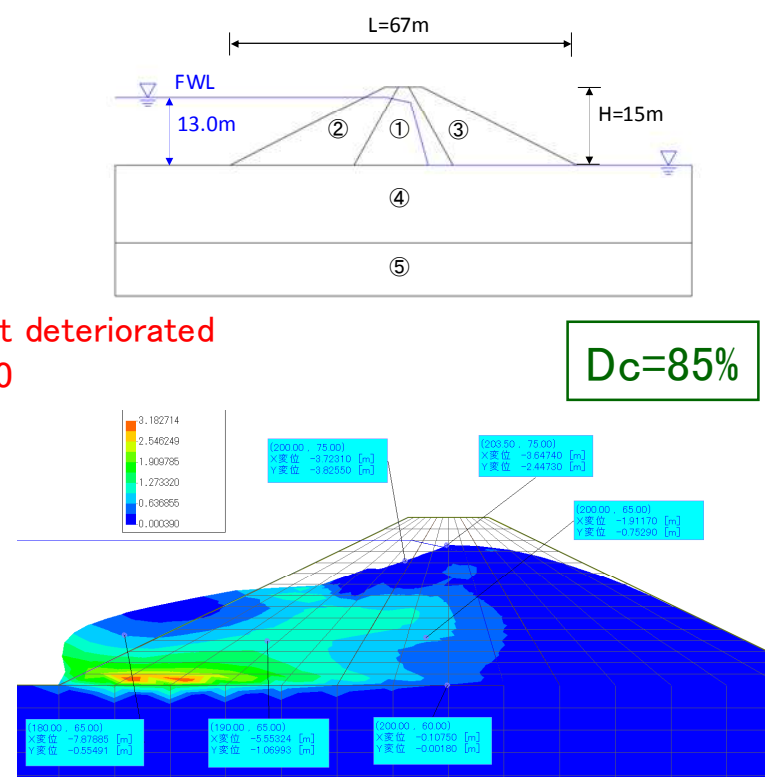 L=67m
FWL
13.0m
H=15m
②
①
③
④
⑤
t deteriorated
0
Dc=85%
3.182714
2.546249
1.909785
1.273320
0.636855
0.000390
(200.00 , 75.00)
X変位 -3.72310 [m]
Y変位 -3.82550 [m]
(203.50 , 75.00)
X変位 -3.64740 [m]
Y変位 -2.44730 [m]
(200.00 , 65.00)
X変位 -1.91170 [m]
Y変位 -0.75290 [m]
(180.00 , 65.00)
X変位 -7.87885 [m]
Y変位 -0.55491 [m]
(190.00 , 65.00)
X変位 -5.55324 [m]
Y変位 -1.06993 [m]
(200.00 , 60.00)
X変位 -0.10750 [m]
Y変位 -0.00180 [m]